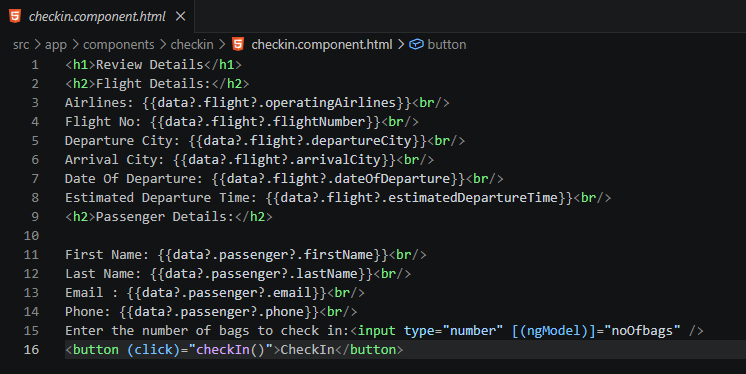 checkin.component.html
src > app > components > checkin > checkin.component.html > button
1 <h1>Review Details</h1>
2 <h2>Flight Details:</h2>
3 Airlines: {{data?.flight?.operatingAirlines}}<br/>
4 Flight No: {{data?.flight?.flightNumber}}<br/>
5 Departure City: {{data?.flight?.departureCity}}<br/>
6 Arrival City: {{data?.flight?.arrivalCity}}<br/>
7 Date Of Departure: {{data?.flight?.dateOfDeparture}}<br/>
8 Estimated Departure Time: {{data?.flight?.estimatedDepartureTime}}<br/>
9 <h2>Passenger Details:</h2>
10
11 First Name: {{data?.passenger?.firstName}}<br/>
12 Last Name: {{data?.passenger?.lastName}}<br/>
13 Email : {{data?.passenger?.email}}<br/>
14 Phone: {{data?.passenger?.phone}}<br/>
15 Enter the number of bags to check in:<input type="number" [(ngModel)]="noOfbags" />
16 <button (click)="checkIn()">CheckIn</button>